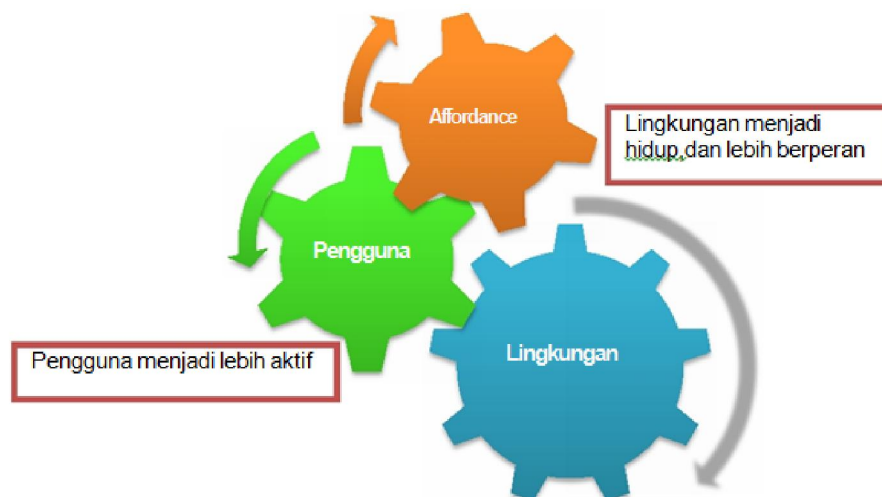 Affordance
Lingkungan menjadi
hidup,dan lebih berperan
Pengguna
Lingkungan
Pengguna menjadi lebih aktif